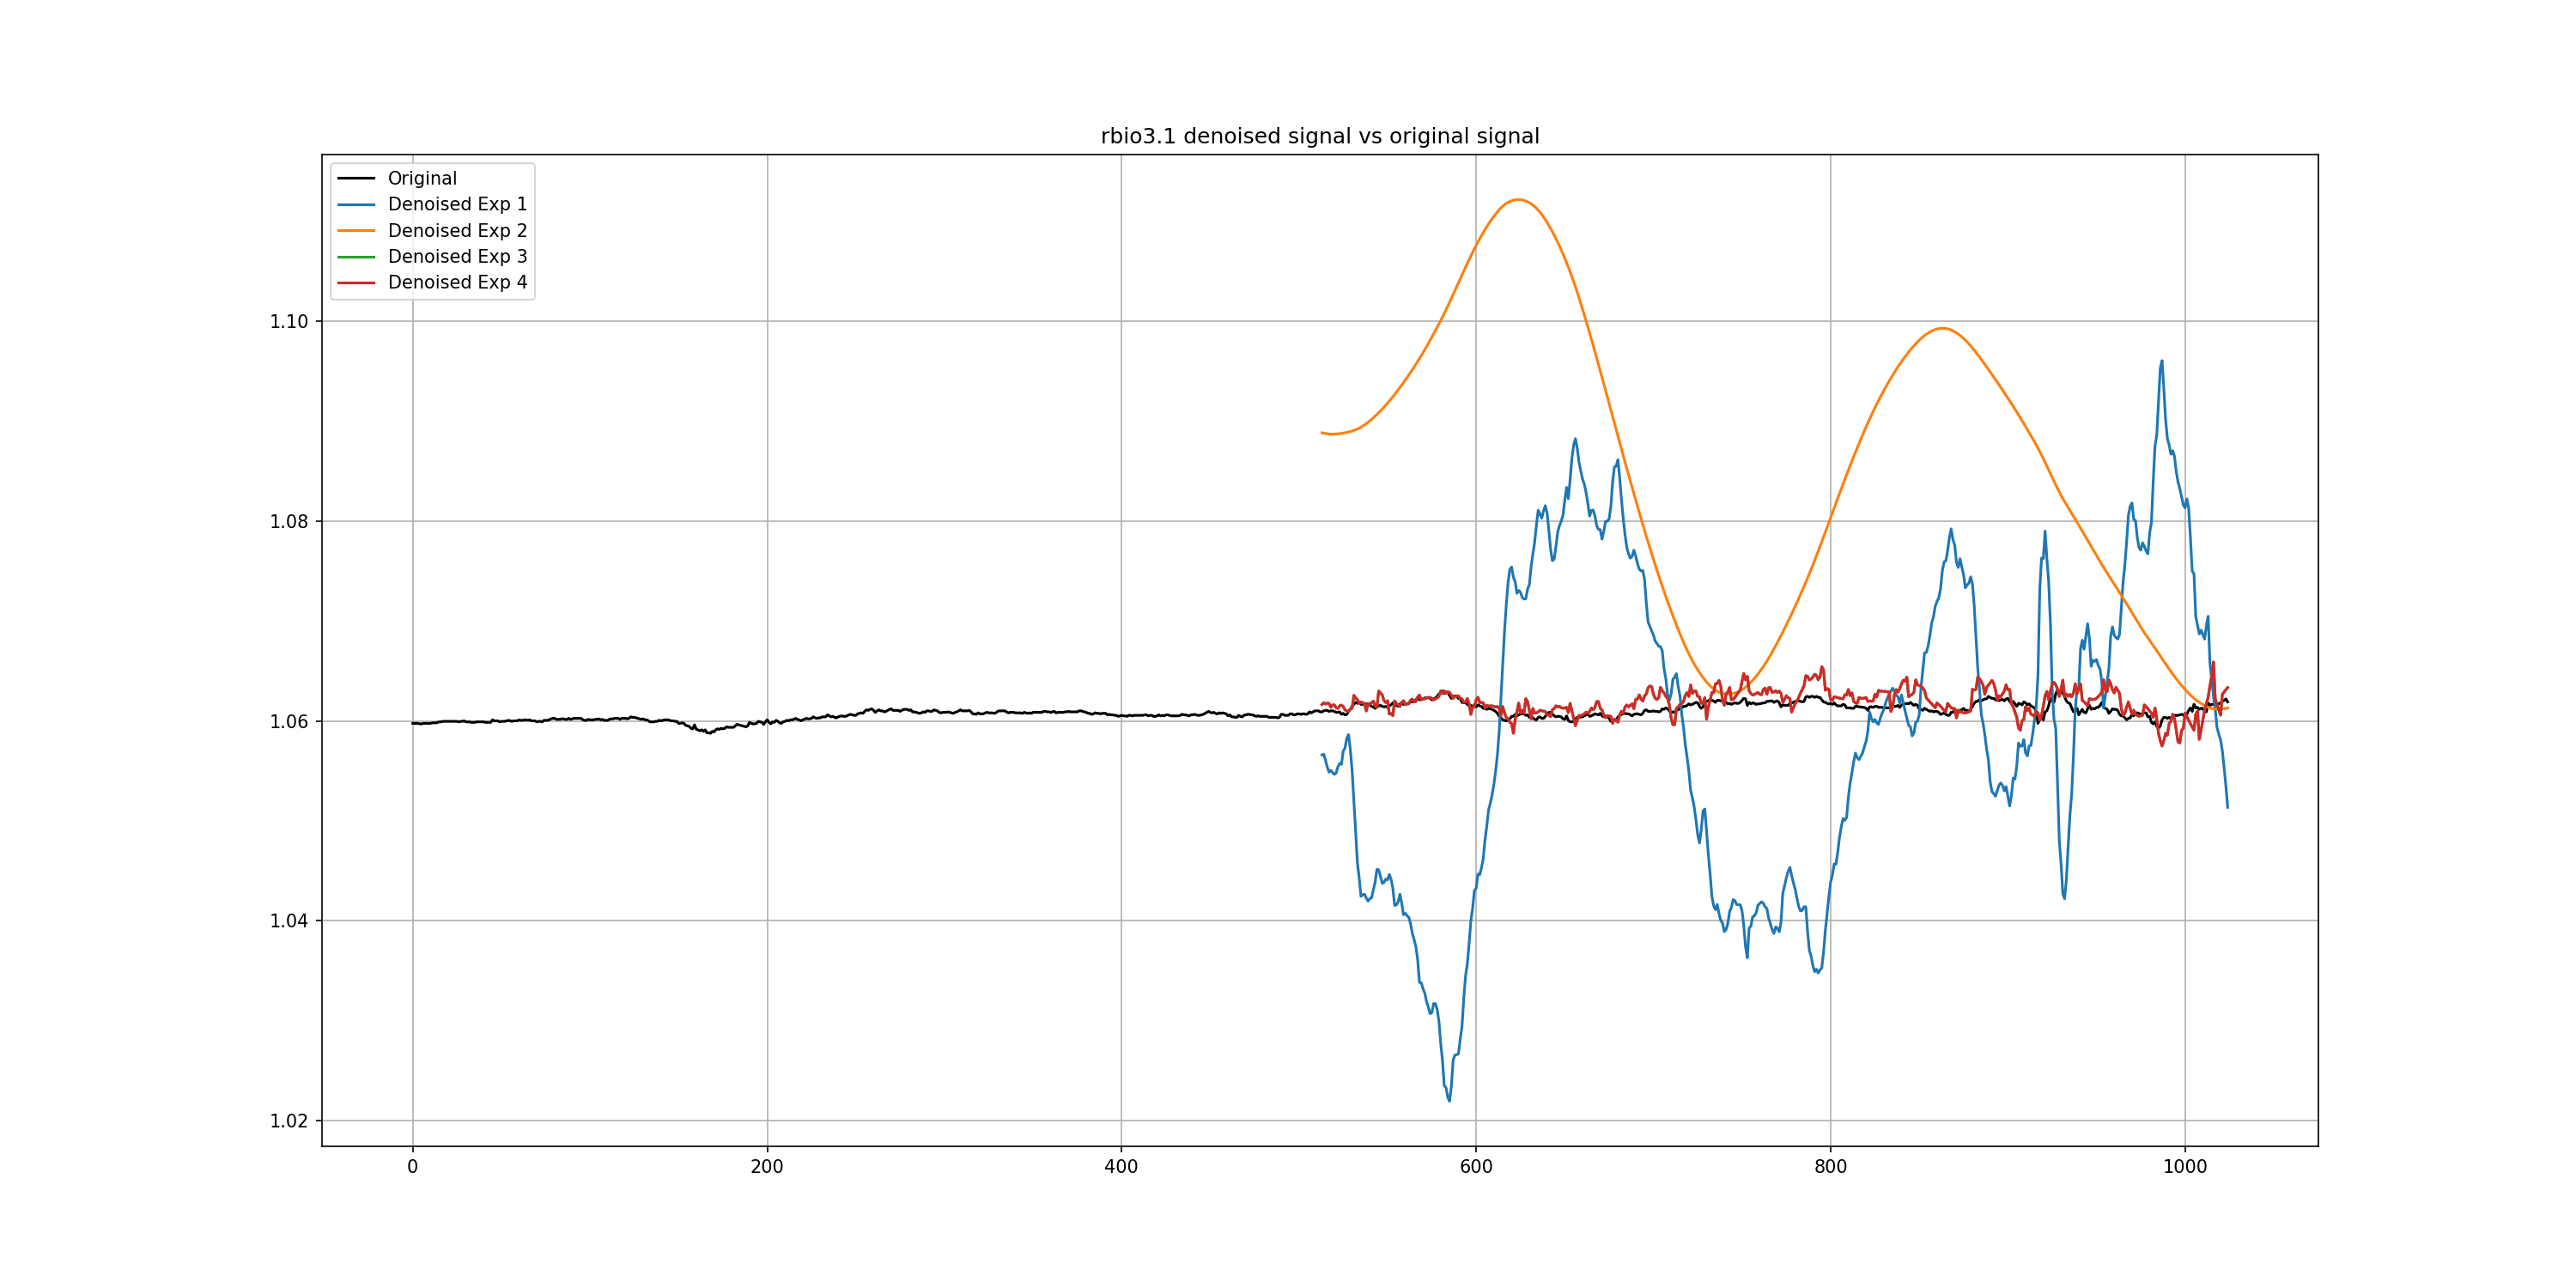 rbio3.1 denoised signal vs original signal
Original
Denoised Exp 1
Denoised Exp 2
Denoised Exp 3
Denoised Exp 4
1.10
1.08
1.06
1.04
1.02
0 200 400 600 800 1000